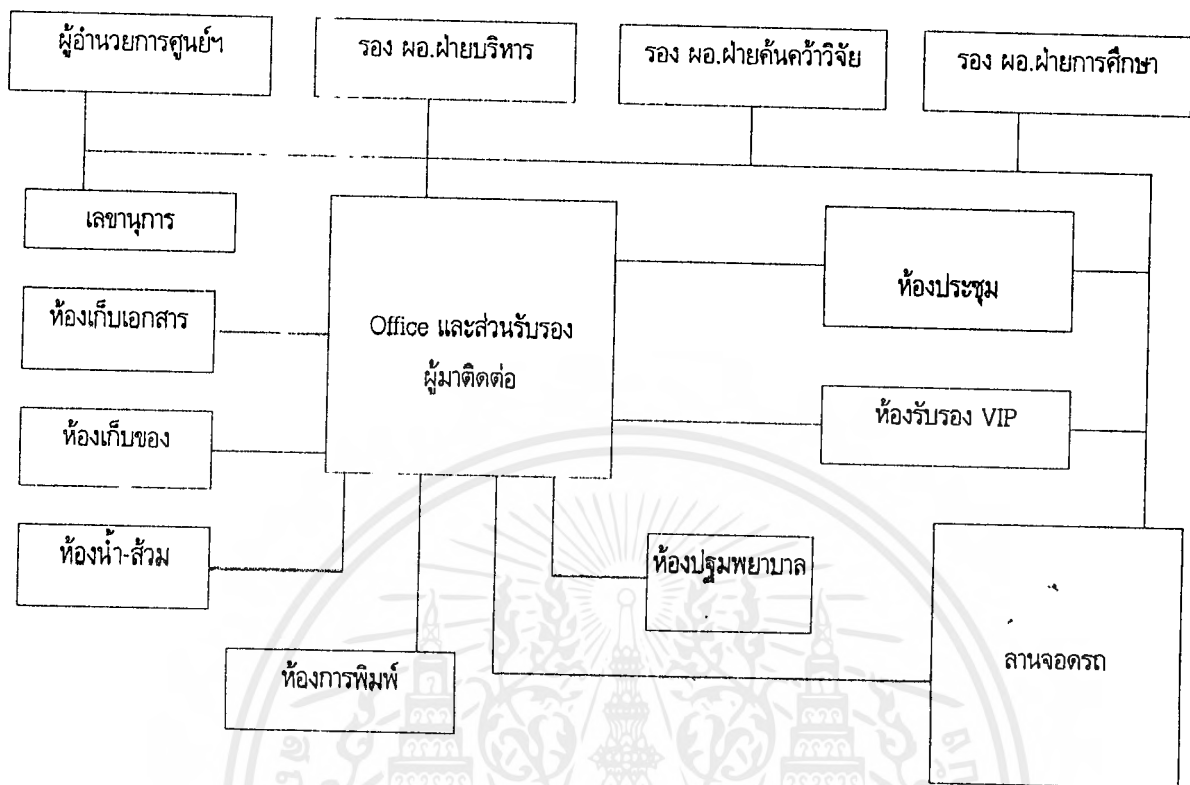 ผู้อำนวยการศูนย์ฯ
รอง ผอ.ฝ่ายบริหาร
รอง ผอ.ฝ่ายค้นคว้าวิจัย
รอง ผอ.ฝ่ายการศึกษา
เลขานุการ
ห้องประชุม
ห้องเก็บเอกสาร
Office และส่วนรับรอง
ผู้มาติดต่อ
ห้องรับรอง VIP
ห้องเก็บของ
ห้องน้ำ-ส้วม
ห้องปฐมพยาบาล
ห้องการพิมพ์
ลานจอดรถ